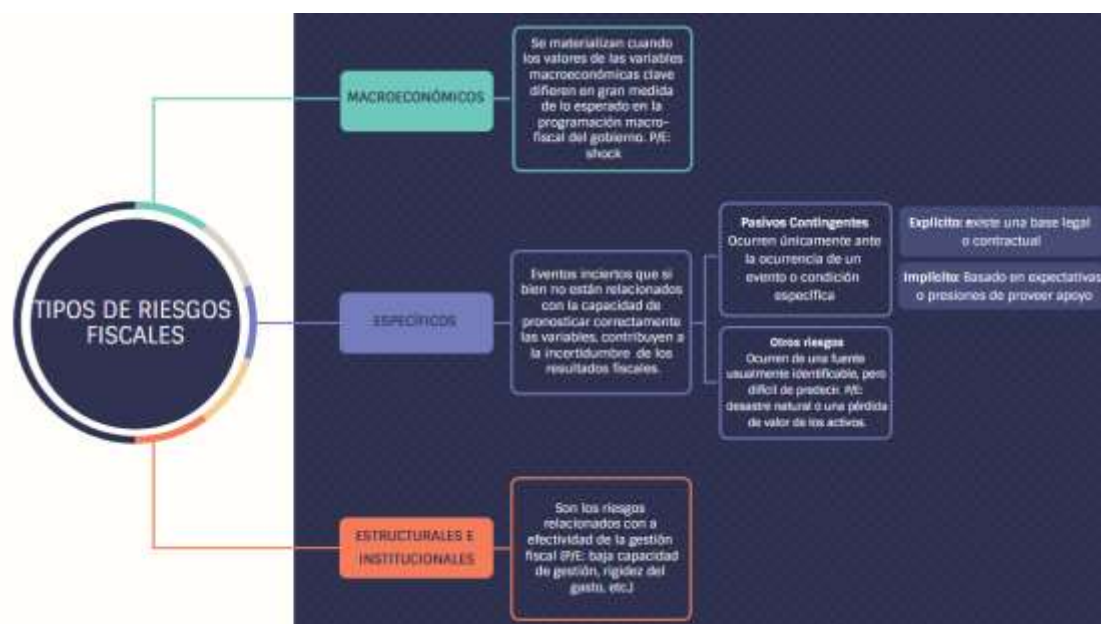 TIPOS DE RIESGOS
FISCALES
MACROECONÓMICOS
Se materializan cuando
los valores de las variables
macroeconómicas clave
difieren en gran medida
de lo esperado en la
programación macro-
fiscal del gobierno. P/E:
shock
ESPECÍFICOS
Eventos inciertos que si
bien no están relacionados
con la capacidad de
pronosticar correctamente
las variables, contribuyen a
la incertidumbre de los
resultados fiscales.
Pasivos Contingentes
Ocurren únicamente ante
la ocurrencia de un
evento o condición
específica
Explícito: existe una base legal
o contractual
Implícito: Basado en expectativas
o presiones de proveer apoyo
Otros riesgos
Ocurren de una fuente
usualmente identificable, pero
difícil de predecir. P/E:
desastre natural o una pérdida
de valor de los activos.
ESTRUCTURALES E
INSTITUCIONALES
Son los riesgos
relacionados con a
efectividad de la gestión
fiscal (P/E: baja capacidad
de gestión, rigidez del
gasto, etc.)